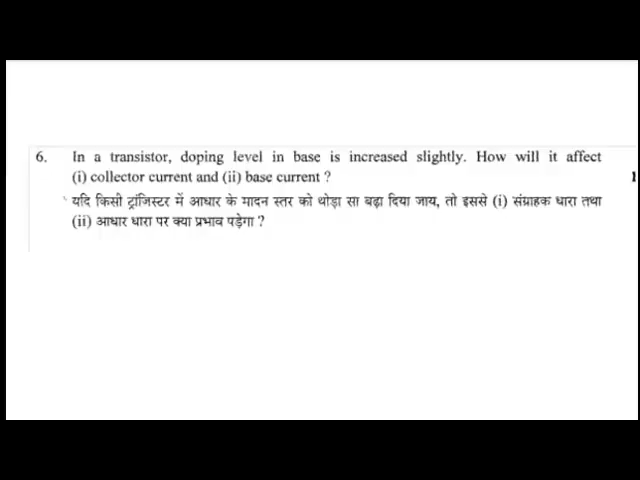 6. In a transistor, doping level in base is increased slightly. How will it affect
(i) collector current and (ii) base current ? 1
यदि किसी ट्रांजिस्टर में आधार के मादन स्तर को थोड़ा सा बढ़ा दिया जाय, तो इससे (i) संग्राहक धारा तथा
(ii) आधार धारा पर क्या प्रभाव पड़ेगा ?